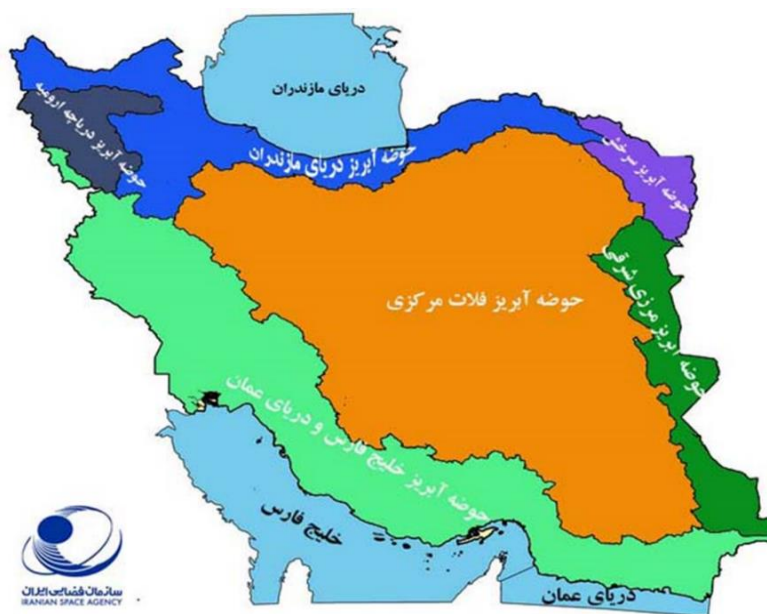 دریای مازندران
حوضه آبریز دریاچه ارومیه
حوضه آبریز دریای مازندران
حوضه آبریز سرخس
حوضه آبریز فلات مرکزی
حوضه آبریز مرزی شرقی
حوضه آبریز خلیج فارس و دریای عمان
خلیج فارس
دریای عمان
سازمان فضایی ایران
IRANIAN SPACE AGENCY